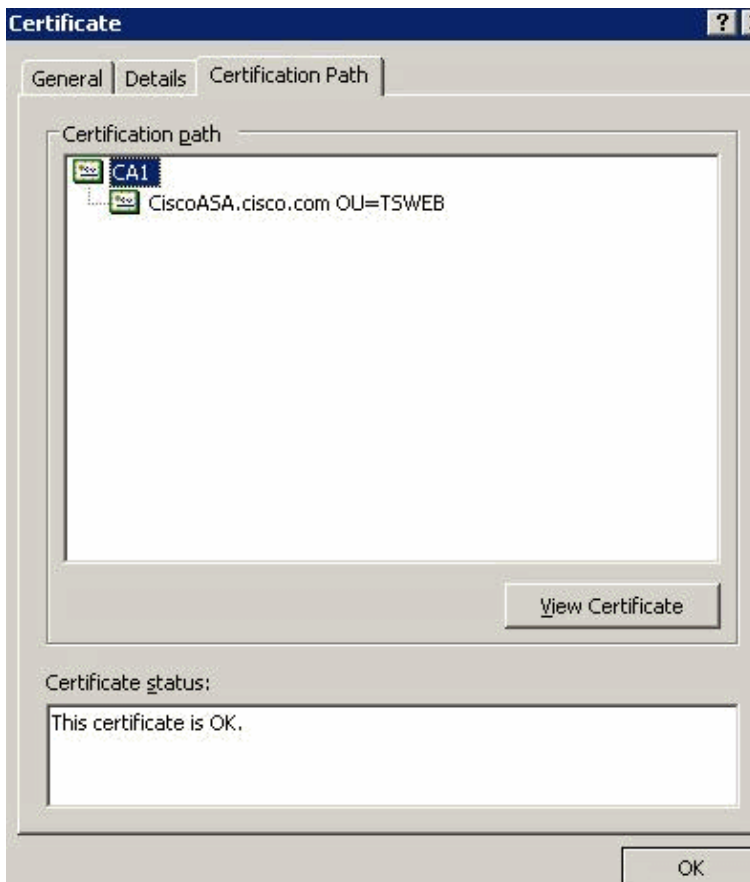 Certificate
General Details Certification Path
Certification path
CA1
CiscoASA.cisco.com OU=TSWEB
View Certificate
Certificate status:
This certificate is OK.
OK